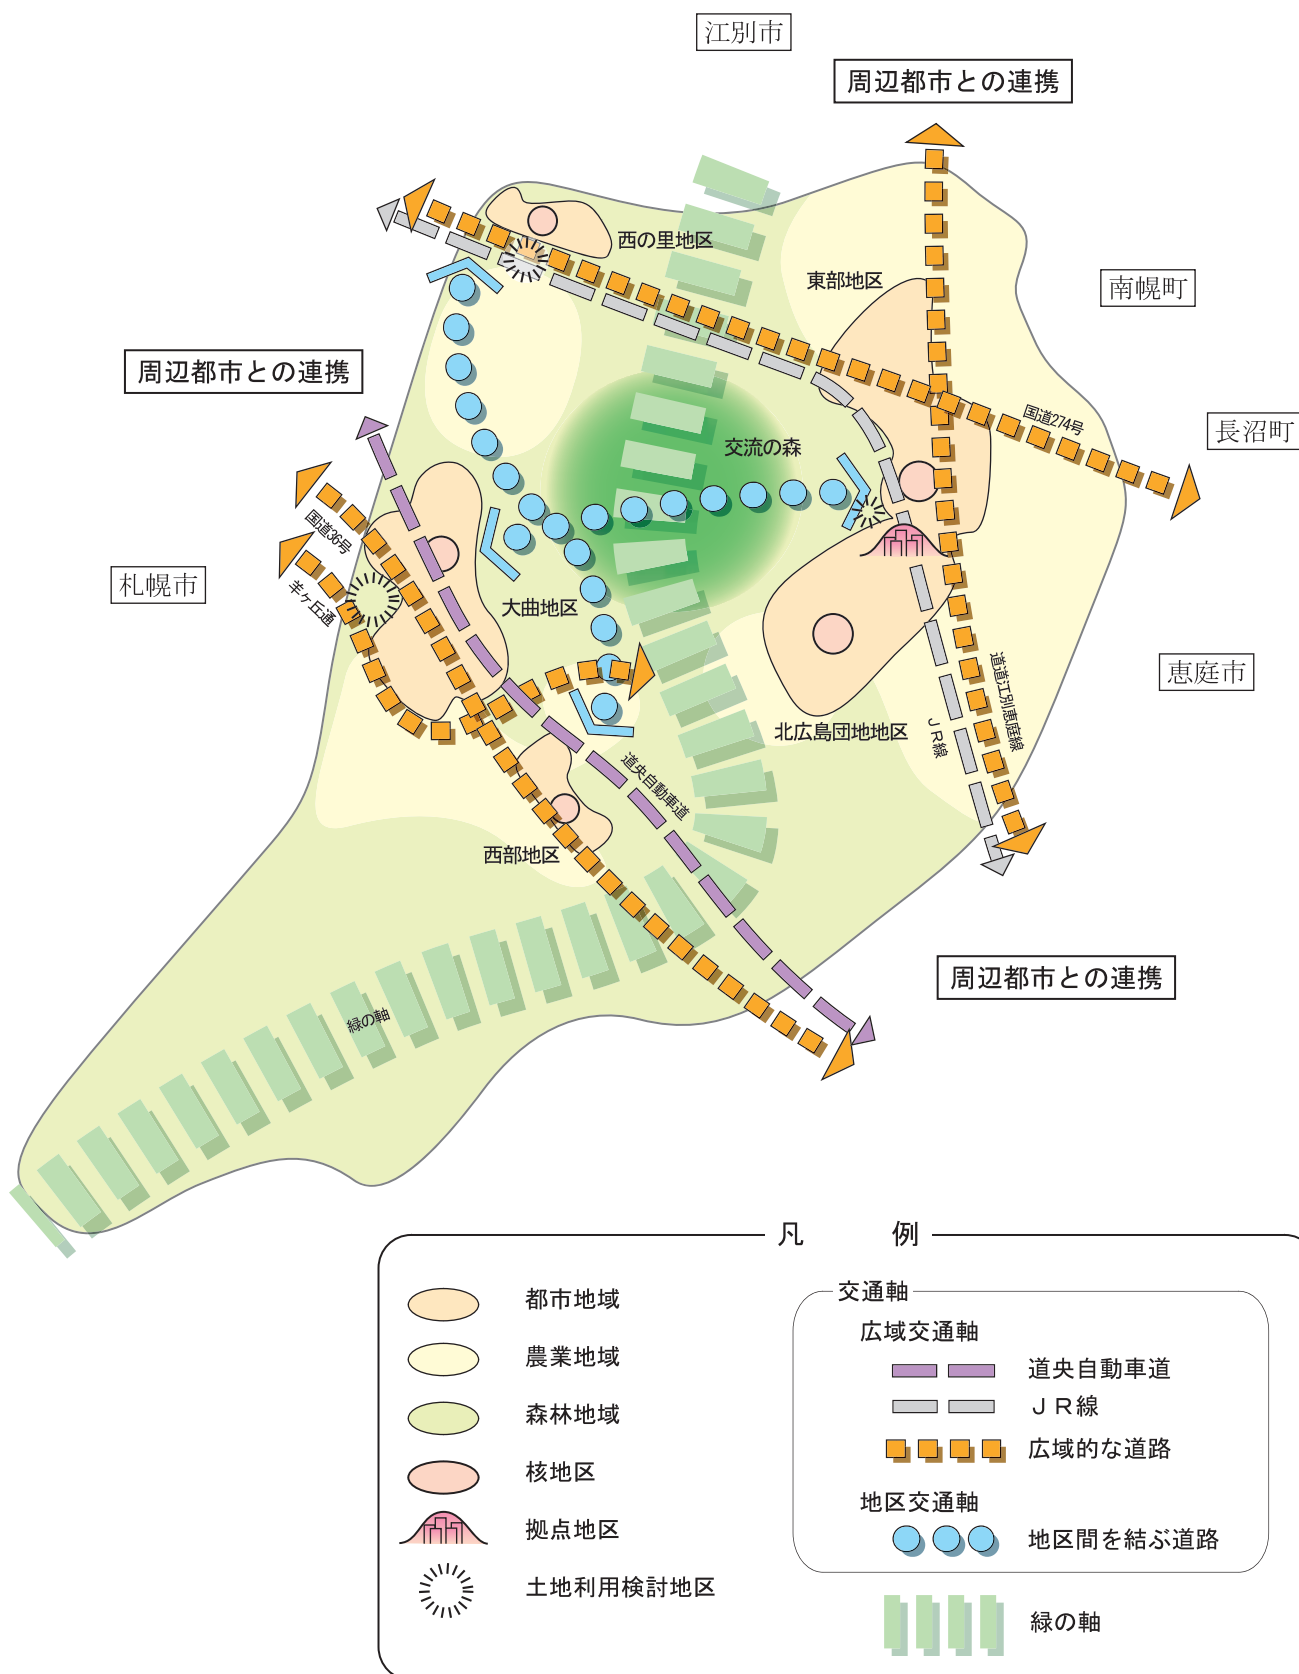 江別市
周辺都市との連携
西の里地区
東部地区
南幌町
周辺都市との連携
国道274号
長沼町
交流の森
国道36号
札幌市
羊ヶ丘通
大曲地区
恵庭市
道道江別恵庭線
北広島団地地区
ＪＲ線
道央自動車道
西部地区
周辺都市との連携
緑の軸
凡 例
都市地域
農業地域
森林地域
核地区
拠点地区
土地利用検討地区
交通軸
広域交通軸
道央自動車道
ＪＲ線
広域的な道路
地区交通軸
地区間を結ぶ道路
緑の軸